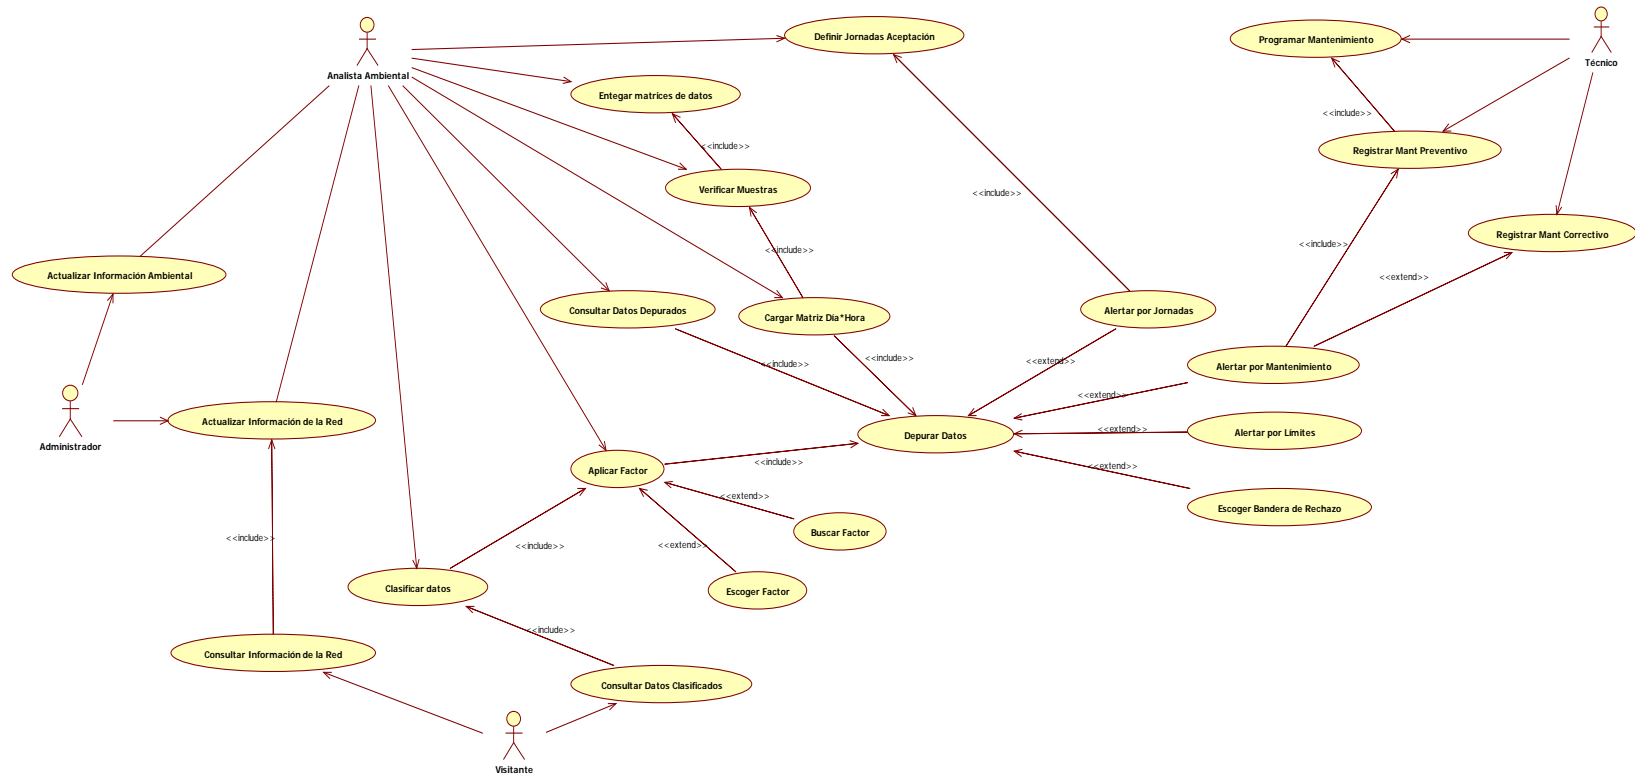 Definir Jornadas Aceptación
Programar Mantenimiento
Técnico
Analista Ambiental
Entegar matrices de datos
<<include>>
<<include>>
Registrar Mant Preventivo
Verificar Muestras
<<include>>
Registrar Mant Correctivo
<<include>>
<<include>>
Actualizar Información Ambiental
<<extend>>
Consultar Datos Depurados
Cargar Matriz Día*Hora
Alertar por Jornadas
<<include>>
<<include>>
<<extend>>
Alertar por Mantenimiento
<<extend>>
Actualizar Información de la Red
Administrador
Depurar Datos
<<extend>>
Alertar por Límites
<<include>>
<<extend>>
Aplicar Factor
<<extend>>
Escoger Bandera de Rechazo
Buscar Factor
<<include>>
<<include>>
<<extend>>
Clasificar datos
Escoger Factor
<<include>>
Consultar Información de la Red
Consultar Datos Clasificados
Visitante